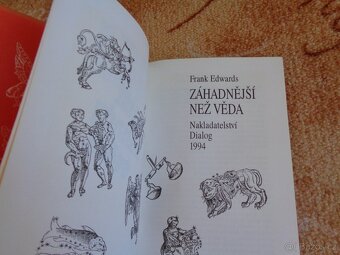 Frank Edwards
ZÁHADNĚJŠÍ
NEŽ VĚDA
Nakladatelství
Dialog
1994